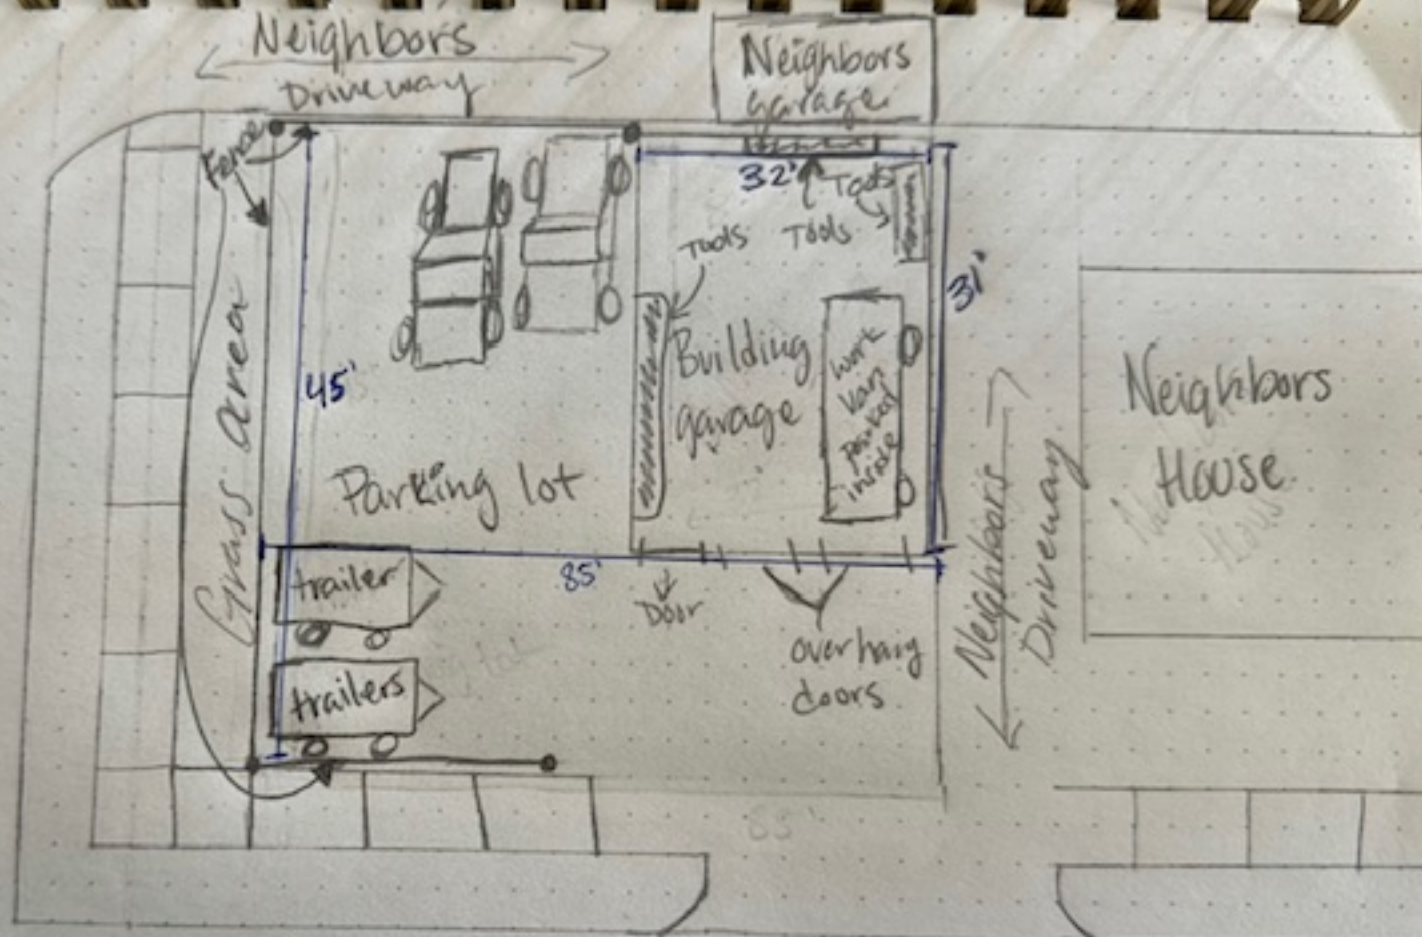 Neighbors
Driveway
Neighbors
garage
Fence
32'
Tools
Tools
Tools
31'
Grass area
45'
Building
garage
work
Van
parked
inside
Parking lot
Neighbors
House
Neighbors
Driveway
trailer
85'
Door
overhang
doors
trailers